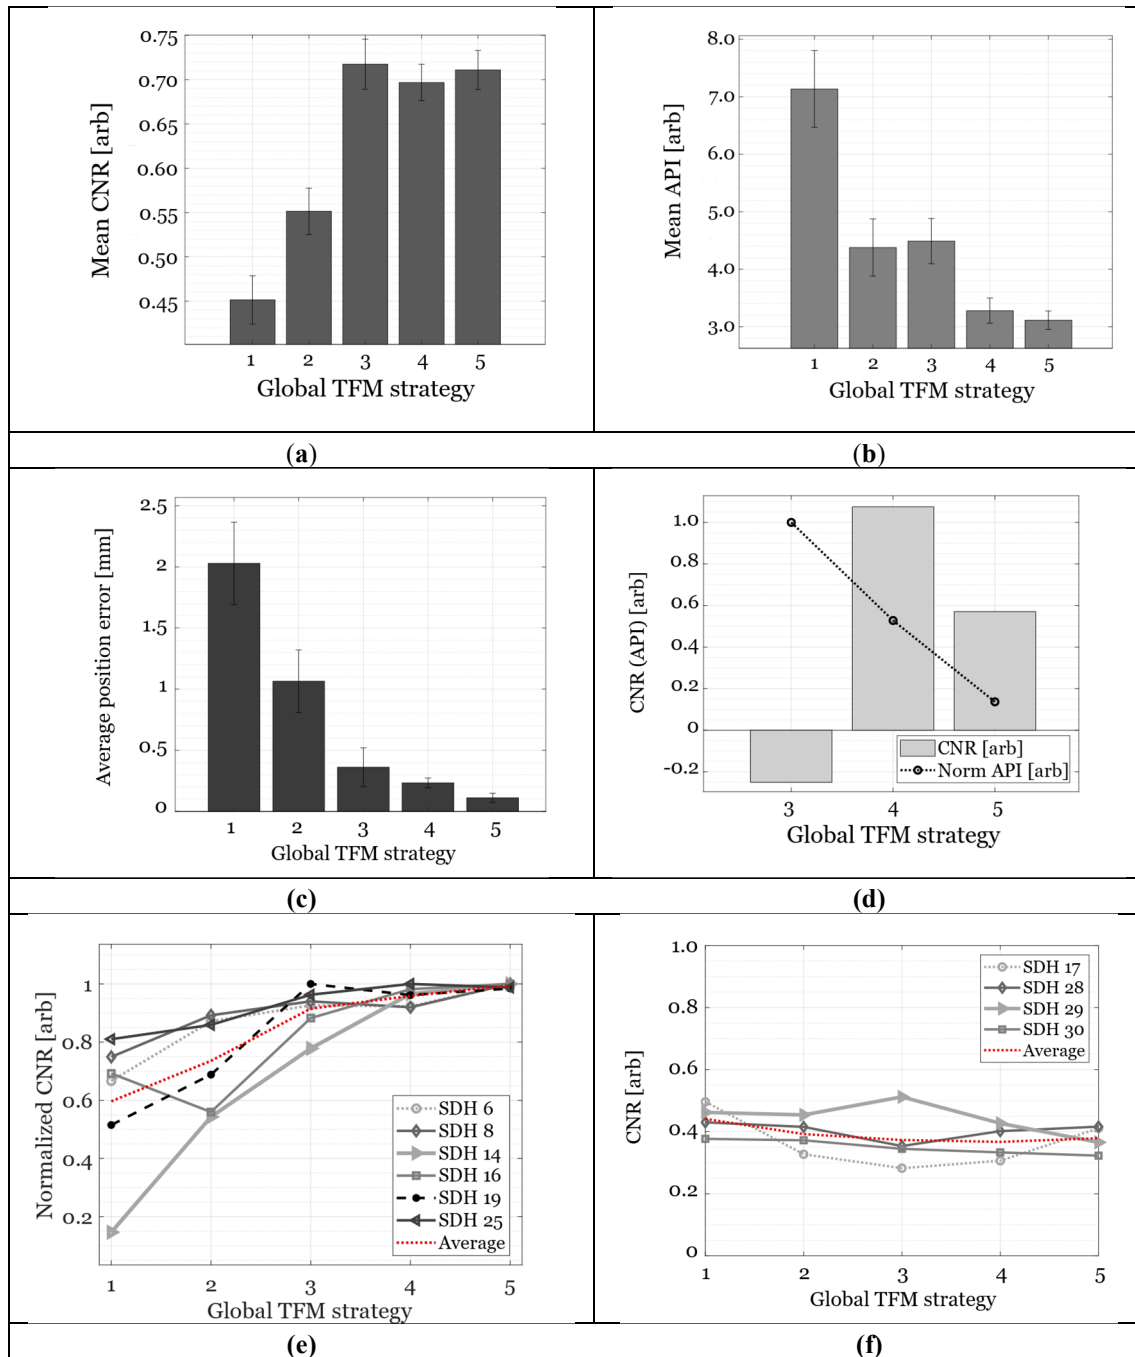 0.75
0.70
0.65
0.60
0.55
0.50
0.45
Mean CNR [arb]
1 2 3 4 5
Global TFM strategy
(a)
8.0
7.0
6.0
5.0
4.0
3.0
Mean API [arb]
1 2 3 4 5
Global TFM strategy
(b)
2.5
2
1.5
1
0.5
0
Average position error [mm]
1 2 3 4 5
Global TFM strategy
(c)
1.0
0.8
0.6
0.4
0.2
0
-0.2
CNR (API) [arb]
CNR [arb]
Norm API [arb]
3 4 5
Global TFM strategy
(d)
1
0.8
0.6
0.4
0.2
Normalized CNR [arb]
SDH 6
SDH 8
SDH 14
SDH 16
SDH 19
SDH 25
Average
1 2 3 4 5
Global TFM strategy
(e)
1.0
0.8
0.6
0.4
0.2
0
CNR [arb]
SDH 17
SDH 28
SDH 29
SDH 30
Average
1 2 3 4 5
Global TFM strategy
(f)